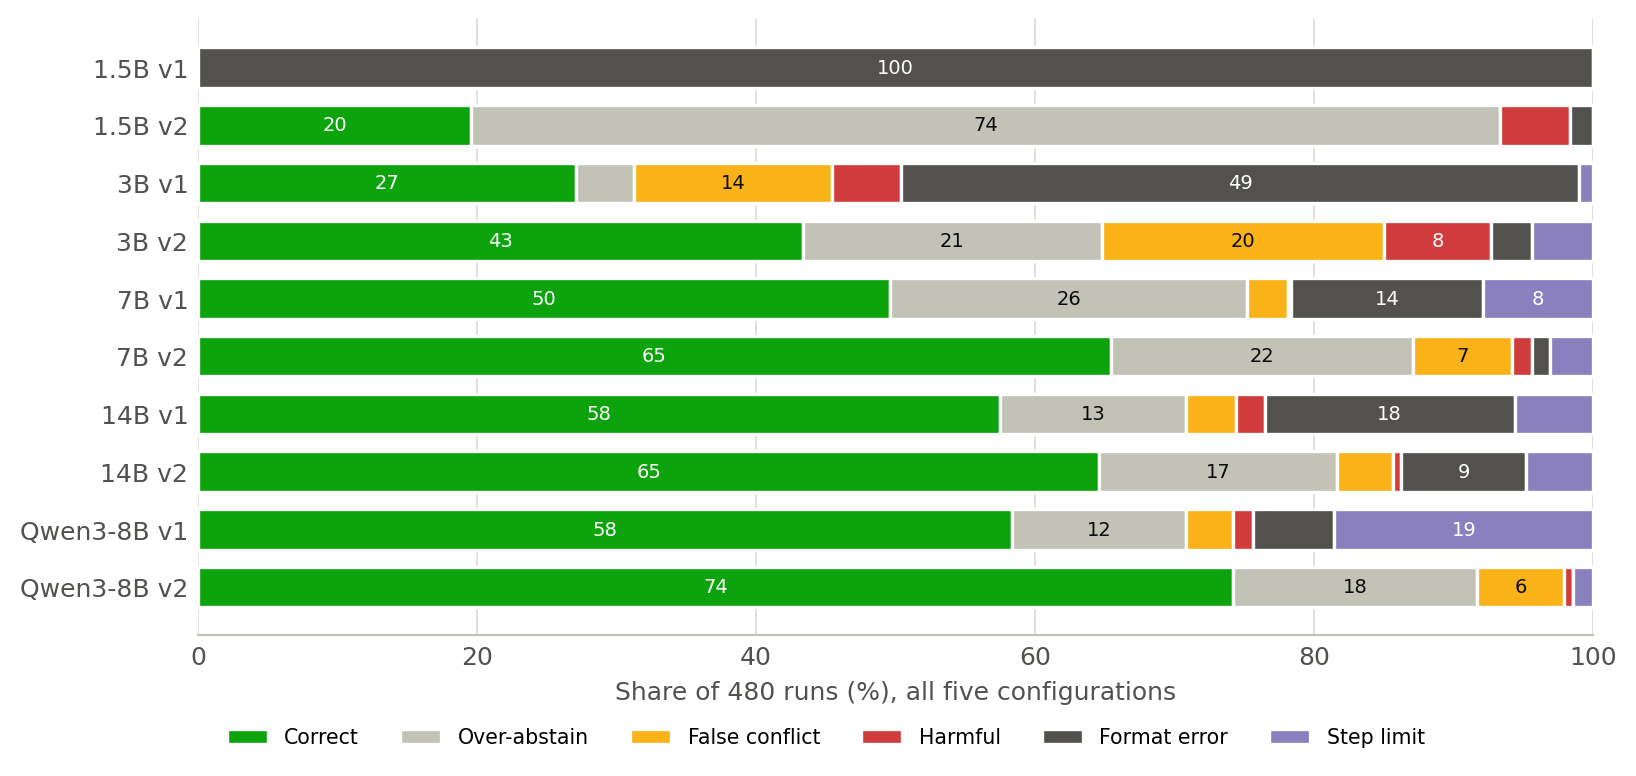 1.5B v1 100
1.5B v2 20 74
3B v1 27 14 49
3B v2 43 21 20 8
7B v1 50 26 14 8
7B v2 65 22 7
14B v1 58 13 18
14B v2 65 17 9
Qwen3-8B v1 58 12 19
Qwen3-8B v2 74 18 6
0 20 40 60 80 100
Share of 480 runs (%), all five configurations
Correct Over-abstain False conflict Harmful Format error Step limit